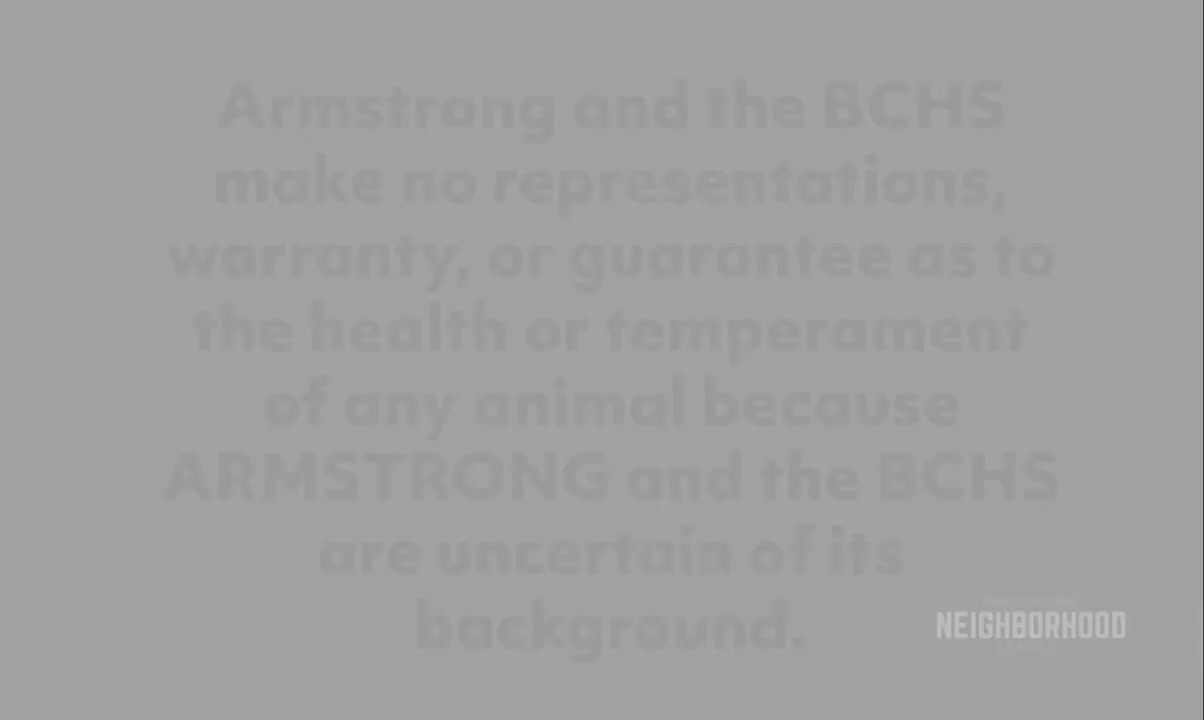 Armstrong and the BCHS
make no representations,
warranty, or guarantee as to
the health or temperament
of any animal because
ARMSTRONG and the BCHS
are uncertain of its
background.
NEIGHBORHOOD